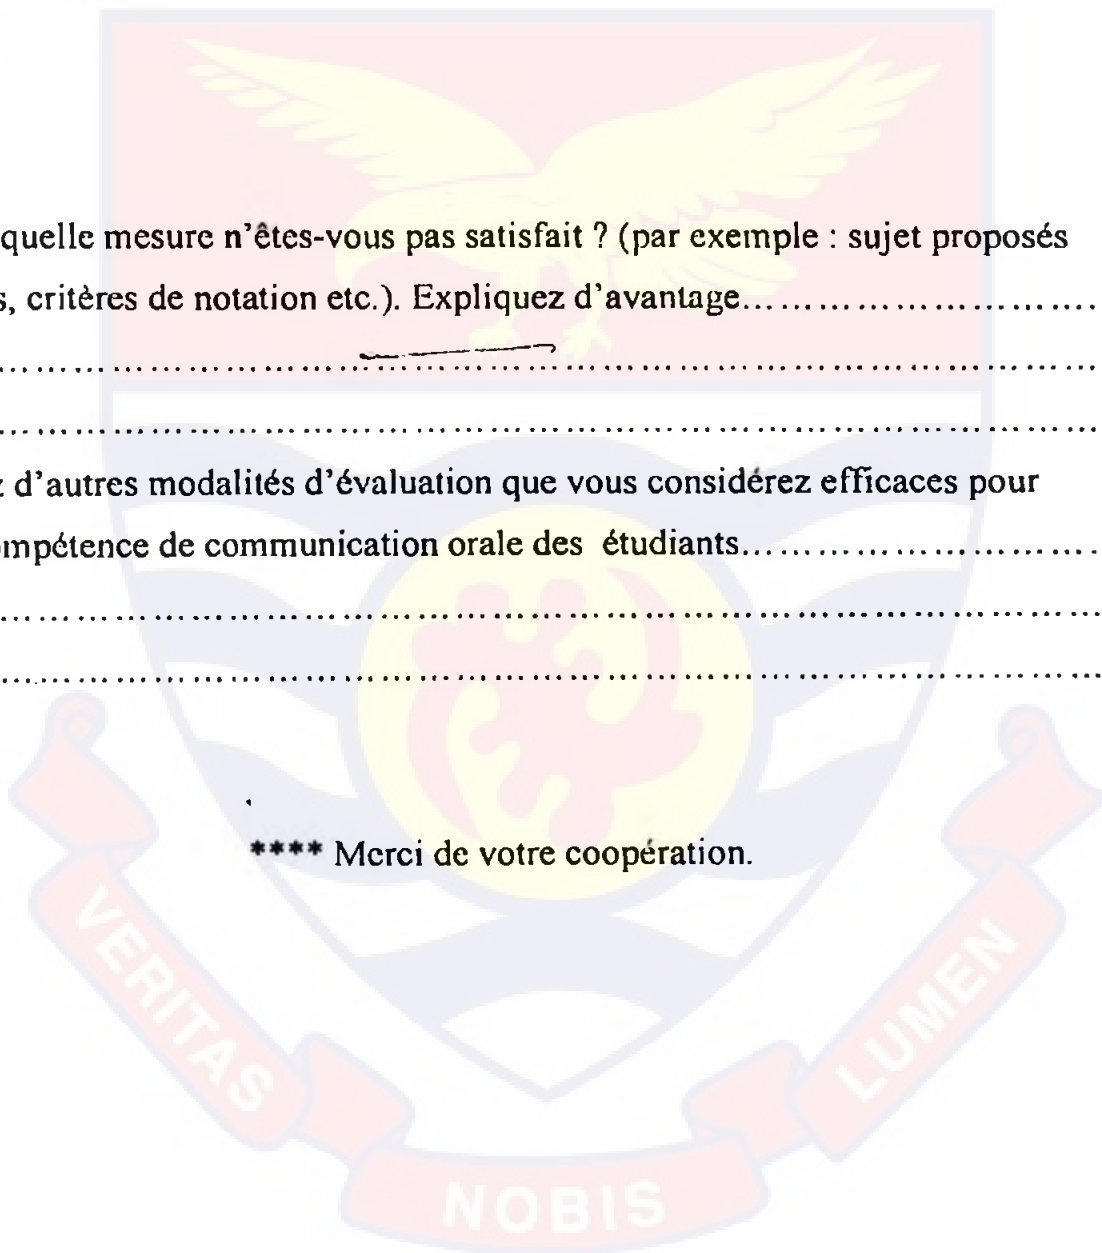 quelle mesure n'êtes-vous pas satisfait ? (par exemple : sujet proposés
s, critères de notation etc.). Expliquez d'avantage...........................
..........................................................................................
..........................................................................................
z d'autres modalités d'évaluation que vous considérez efficaces pour
mpétence de communication orale des étudiants...........................
..........................................................................................
..........................................................................................
**** Merci de votre coopération.
VERITAS
NOBIS
LUMEN